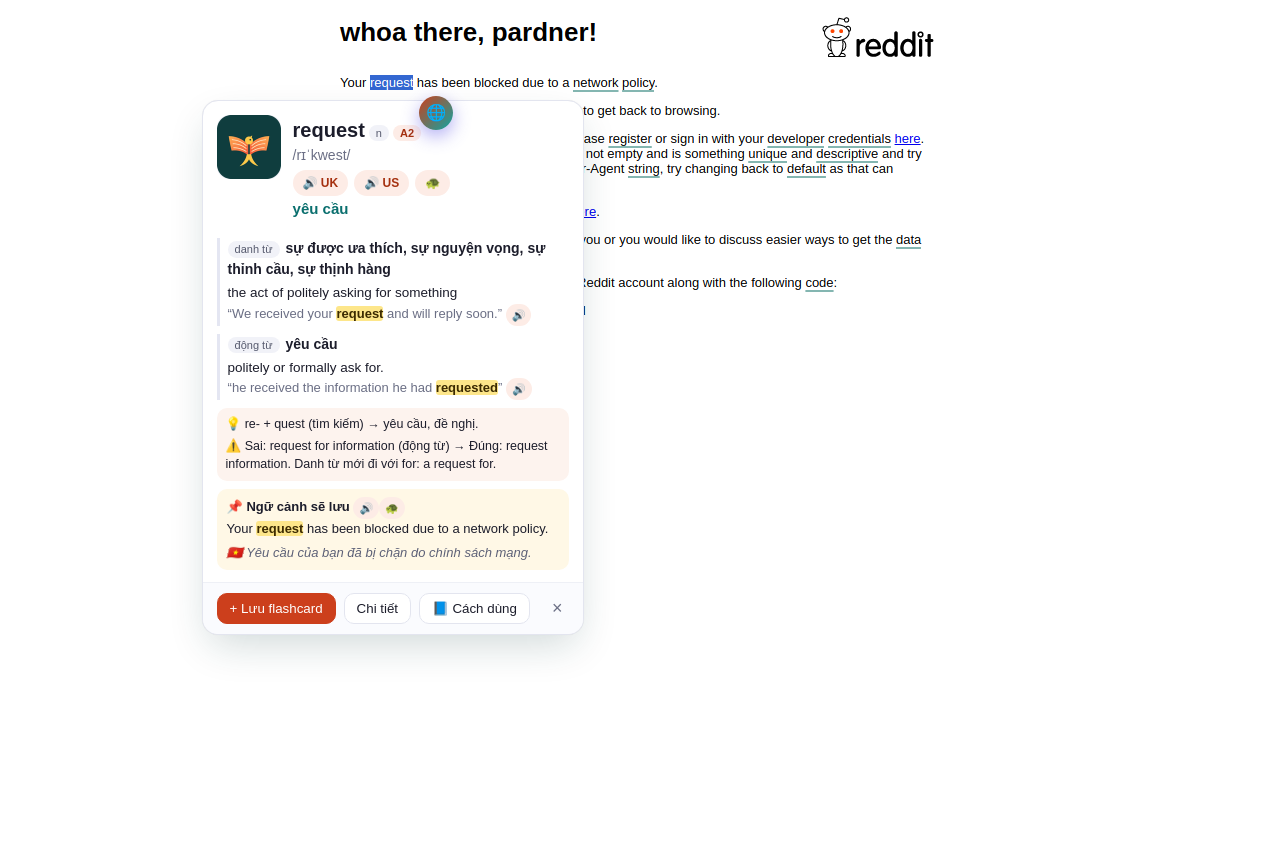 whoa there, pardner!
reddit
Your request has been blocked due to a network policy.
to get back to browsing.
register or sign in with your developer credentials here.
not empty and is something unique and descriptive and try
string, try changing back to default as that can
you or you would like to discuss easier ways to get the data
Reddit account along with the following code:
request n A2
/rɪˈkwest/
🔊 UK 🔊 US 🐢
yêu cầu
danh từ sự được ưa thích, sự nguyện vọng, sự
thỉnh cầu, sự thịnh hàng
the act of politely asking for something
“We received your request and will reply soon.” 🔊
động từ yêu cầu
politely or formally ask for.
“he received the information he had requested” 🔊
💡 re- + quest (tìm kiếm) → yêu cầu, đề nghị.
⚠️ Sai: request for information (động từ) → Đúng: request
information. Danh từ mới đi với for: a request for.
📌 Ngữ cảnh sẽ lưu 🔊 🐢
Your request has been blocked due to a network policy.
🇻🇳 Yêu cầu của bạn đã bị chặn do chính sách mạng.
+ Lưu flashcard Chi tiết 📘 Cách dùng ×